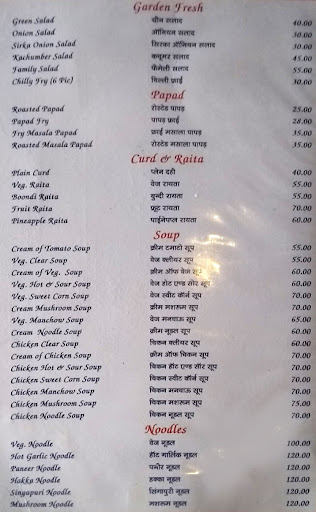 Garden Fresh
Green Salad ग्रीन सलाद 40.00
Onion Salad ओनियन सलाद 30.00
Sirka Onion Salad सिरका ओनियन सलाद 30.00
Kachumber Salad कचूमर सलाद 45.00
Family Salad फैमिली सलाद 55.00
Chilly Fry (6 Pic) चिल्ली फ्राई 30.00
Papad
Roasted Papad रोस्टेड पापड़ 25.00
Papad Fry पापड़ फ्राई 28.00
Fry Masala Papad फ्राई मसाला पापड़ 35.00
Roasted Masala Papad रोस्टेड मसाला पापड़ 35.00
Curd & Raita
Plain Curd प्लेन दही 40.00
Veg. Raita वेज रायता 55.00
Boondi Raita बुन्दी रायता 55.00
Fruit Raita फ्रूट रायता 70.00
Pineapple Raita पाईनेपल रायता 60.00
Soup
Cream of Tomato Soup क्रीम टमाटो सूप 55.00
Veg. Clear Soup वेज क्लीयर सूप 55.00
Cream of Veg. Soup क्रीम ऑफ वेज सूप 60.00
Veg. Hot & Sour Soup वेज होट एण्ड सोर सूप 60.00
Veg. Sweet Corn Soup वेज स्वीट कॉर्न सूप 70.00
Cream Mushroom Soup क्रीम मशरूम सूप 70.00
Veg. Manchow Soup वेज मनचाऊ सूप 65.00
Cream Noodle Soup क्रीम नूडल सूप 60.00
Chicken Clear Soup चिकन क्लीयर सूप 60.00
Cream of Chicken Soup क्रीम ऑफ चिकन सूप 70.00
Chicken Hot & Sour Soup चिकन हॉट एण्ड सोर सूप 70.00
Chicken Sweet Corn Soup चिकन स्वीट कॉर्न सूप 70.00
Chicken Manchow Soup चिकन मनचाऊ सूप 70.00
Chicken Mushroom Soup चिकन मशरूम सूप 75.00
Chicken Noodle Soup चिकन नूडल सूप 70.00
Noodles
Veg. Noodle वेज नूडल 100.00
Hot Garlic Noodle हॉट गार्लिक नूडल 120.00
Paneer Noodle पनीर नूडल 120.00
Hakka Noodle हक्का नूडल 120.00
Singapuri Noodle सिंगापुरी नूडल 120.00
Mushroom Noodle मशरूम नूडल 120.00